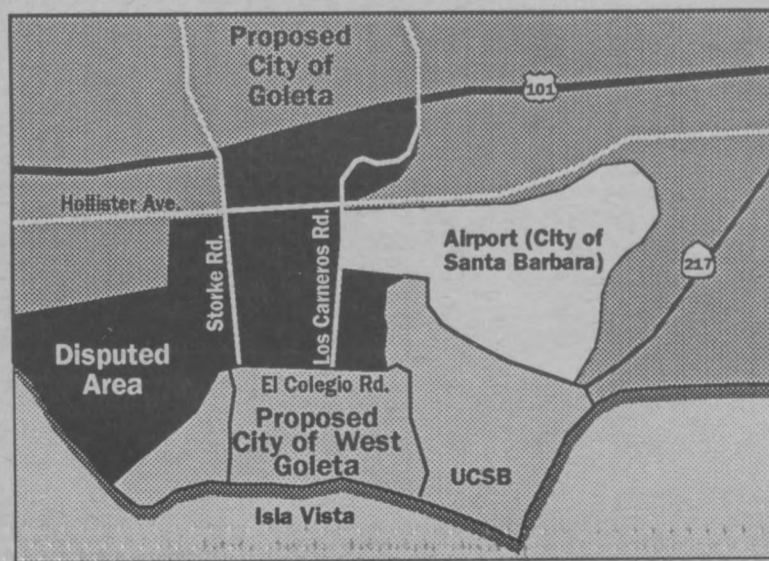 Proposed
City of
Goleta
101
Hollister Ave.
Storke Rd.
Los Carneros Rd.
Airport (City of
Santa Barbara)
217
Disputed
Area
El Colegio Rd.
Proposed
City of West
Goleta
UCSB
Isla Vista